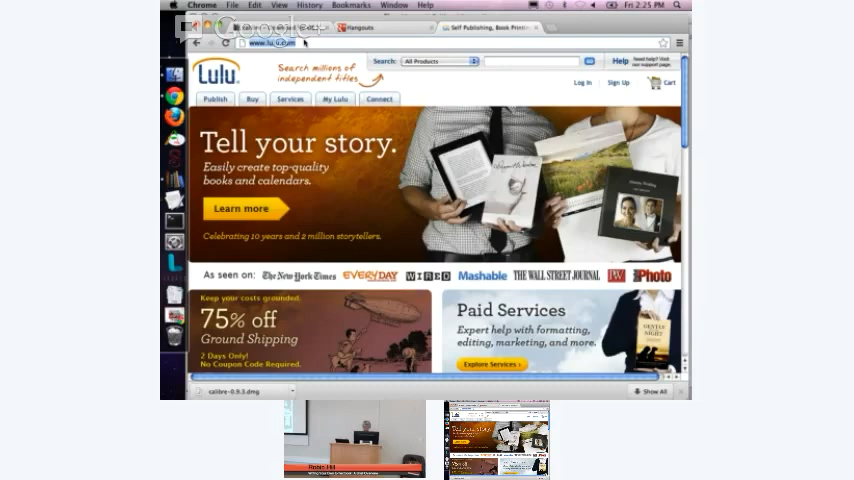 Chrome File Edit View History Bookmarks Window Help Fri 2:25 PM
Google+
Hangouts
Self Publishing, Book Printin
www.lulu.com
Lulu
Search millions of
independent titles
Search: All Products
Help Need help? Visit
our support page.
Log In Sign Up Cart
Publish Buy Services My Lulu Connect
Tell your story.
Easily create top-quality
books and calendars.
Learn more
Celebrating 10 years and 2 million storytellers.
As seen on: The New York Times EVERYDAY WIRED Mashable THE WALL STREET JOURNAL PW iPhoto
Keep your costs grounded.
75% off
Ground Shipping
2 Days Only!
No Coupon Code Required.
Paid Services
Expert help with formatting,
editing, marketing, and more.
Explore Services ›
calibre-0.9.3.dmg
Show All
Robin Hill